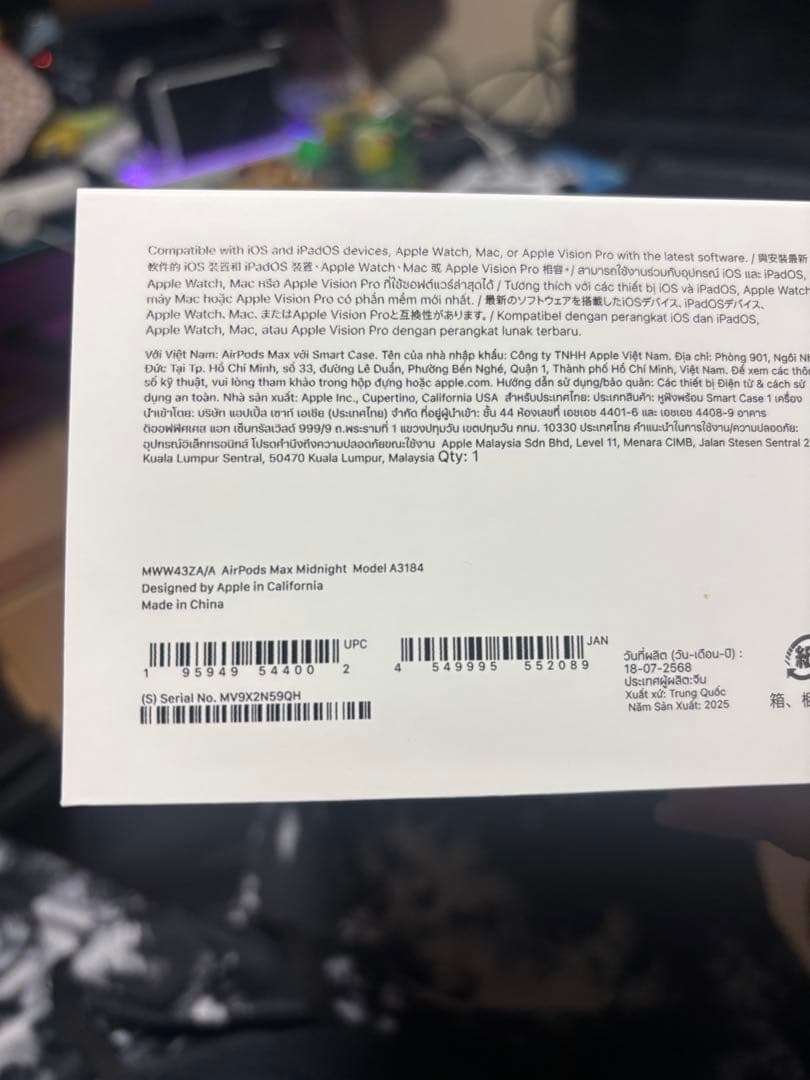 Compatible with iOS and iPadOS devices, Apple Watch, Mac, or Apple Vision Pro with the latest software. / 與安裝最新
軟件的 iOS 裝置和 iPadOS 裝置、Apple Watch、Mac 或 Apple Vision Pro 相容。/ สามารถใช้งานร่วมกับอุปกรณ์ iOS และ iPadOS,
Apple Watch, Mac หรือ Apple Vision Pro ที่ใช้ซอฟต์แวร์ล่าสุดได้ / Tương thích với các thiết bị iOS và iPadOS, Apple Watch
máy Mac hoặc Apple Vision Pro có phần mềm mới nhất. / 最新のソフトウェアを搭載したiOSデバイス、iPadOSデバイス、
Apple Watch、Mac、またはApple Vision Proと互換性があります。/ Kompatibel dengan perangkat iOS dan iPadOS,
Apple Watch, Mac, atau Apple Vision Pro dengan perangkat lunak terbaru.
Với Việt Nam: AirPods Max với Smart Case. Tên của nhà nhập khẩu: Công ty TNHH Apple Việt Nam. Địa chỉ: Phòng 901, Ngôi
Đức Tại Tp. Hồ Chí Minh, số 33, đường Lê Duẩn, Phường Bến Nghé, Quận 1, Thành phố Hồ Chí Minh, Việt Nam. Để xem các
số kỹ thuật, vui lòng tham khảo trong hộp đựng hoặc apple.com. Hướng dẫn sử dụng/bảo quản: Các thiết bị Điện tử & cách sử
dụng an toàn. Nhà sản xuất: Apple Inc., Cupertino, California USA สำหรับประเทศไทย: ประเภทสินค้า: หูฟังพร้อม Smart Case 1 เครื่อง
นำเข้าโดย: บริษัท แอปเปิ้ล เซาท์ เอเชีย (ประเทศไทย) จำกัด ที่อยู่ผู้นำเข้า: ชั้น 44 ห้องเลขที่ เอชเอช 4401-6 และ เอชเอช 4408-9 อาคาร
ดิออฟฟิศเศส แอท เซ็นทรัลเวิลด์ 999/9 ถ.พระรามที่ 1 แขวงปทุมวัน เขตปทุมวัน กทม. 10330 ประเทศไทย คำแนะนำในการใช้งาน/ความปลอดภัย:
อุปกรณ์อิเล็กทรอนิกส์ โปรดคำนึงถึงความปลอดภัยขณะใช้งาน Apple Malaysia Sdn Bhd, Level 11, Menara CIMB, Jalan Stesen Sentral 2
Kuala Lumpur Sentral, 50470 Kuala Lumpur, Malaysia Qty: 1
MWW43ZA/A AirPods Max Midnight Model A3184
Designed by Apple in California
Made in China
UPC
1 95949 54400 2
JAN
4 549995 552089
(S) Serial No. MV9X2N59QH
วันที่ผลิต (วัน-เดือน-ปี) :
18-07-2568
ประเทศผู้ผลิต:จีน
Xuất xứ: Trung Quốc
Năm Sản Xuất: 2025
紙
箱、